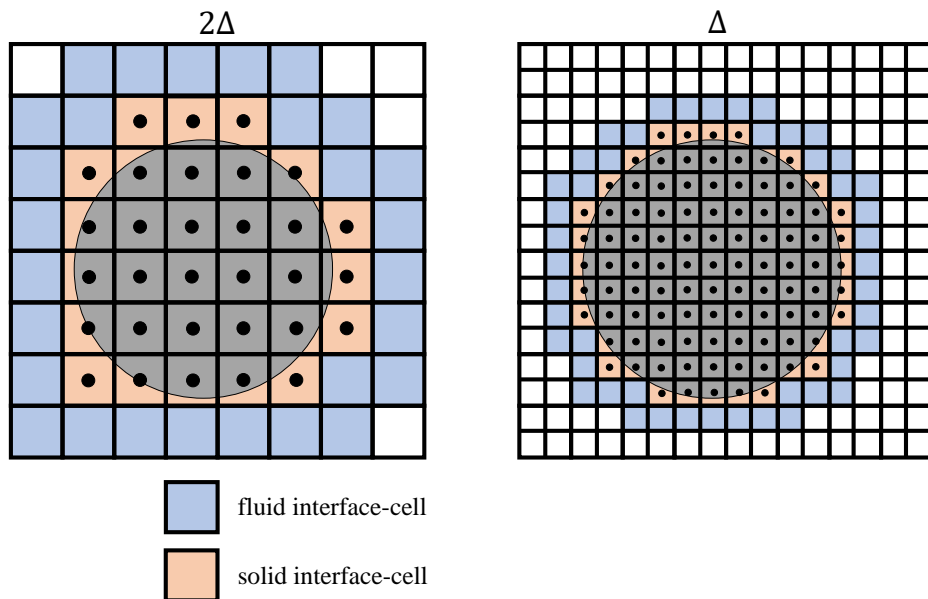 2Δ
Δ
fluid interface-cell
solid interface-cell